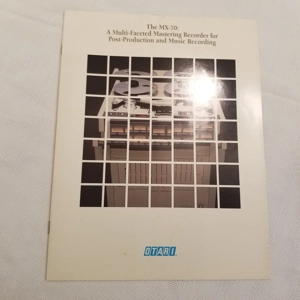 The MX-70:
A Multi-Faceted Mastering Recorder for
Post-Production and Music Recording
OTARI